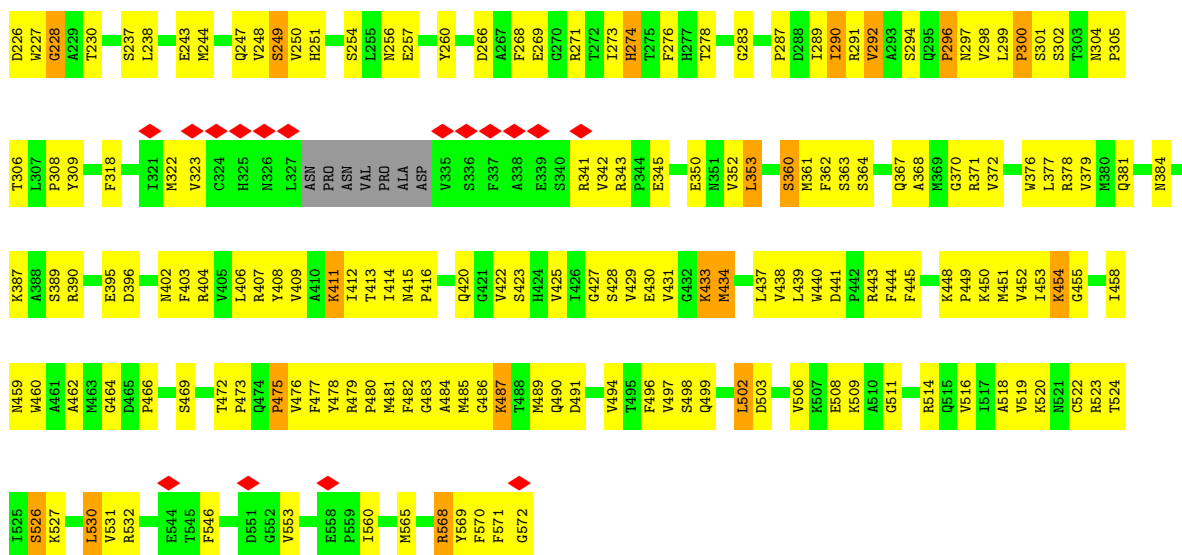 D226 W227 G228 A229 T230 S237 L238 E243 M244 Q247 V248 S249 V250 H251 S254 L255 N256 E257 Y260 D266 A267 F268 E269 G270 R271 T272 I273 H274 T275 F276 H277 T278 G283 P287 D288 I289 I290 R291 V292 A293 S294 Q295 P296 N297 V298 L299 P300 S301 S302 T303 N304 P305
T306 L307 P308 Y309 F318 I321 M322 V323 C324 H325 N326 L327 ASN PRO ASN VAL PRO ALA ASP V335 S336 F337 A338 E339 S340 R341 V342 R343 P344 E345 E350 N351 V352 L353 S360 M361 F362 S363 S364 Q367 A368 M369 G370 R371 V372 W376 L377 R378 V379 M380 Q381 N384
K387 A388 S389 R390 E395 D396 N402 F403 R404 V405 L406 R407 Y408 V409 A410 K411 I412 T413 I414 N415 P416 Q420 G421 V422 S423 H424 V425 I426 G427 S428 V429 E430 V431 G432 K433 M434 L437 V438 L439 W440 D441 P442 R443 F444 F445 K448 P449 K450 M451 V452 I453 K454 G455 I458
N459 W460 A461 A462 M463 G464 D465 P466 S469 T472 P473 Q474 P475 V476 F477 Y478 R479 P480 M481 F482 G483 A484 M485 G486 K487 T488 M489 Q490 D491 V494 T495 F496 V497 S498 Q499 L502 D503 V506 K507 E508 K509 A510 G511 R514 Q515 V516 I517 A518 V519 K520 N521 C522 R523 T524
I525 S526 K527 L530 V531 R532 E544 T545 F546 D551 G552 V553 E558 P559 I560 M565 R568 Y569 F570 F571 G572